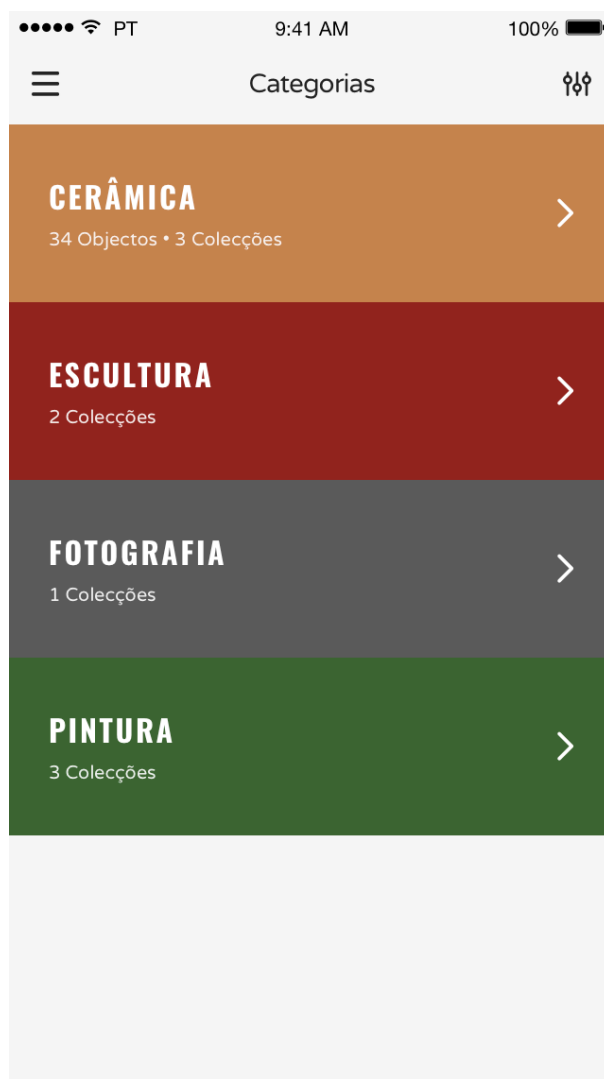 PT 9:41 AM 100%
Categorias
CERÂMICA
34 Objectos • 3 Colecções
ESCULTURA
2 Colecções
FOTOGRAFIA
1 Colecções
PINTURA
3 Colecções